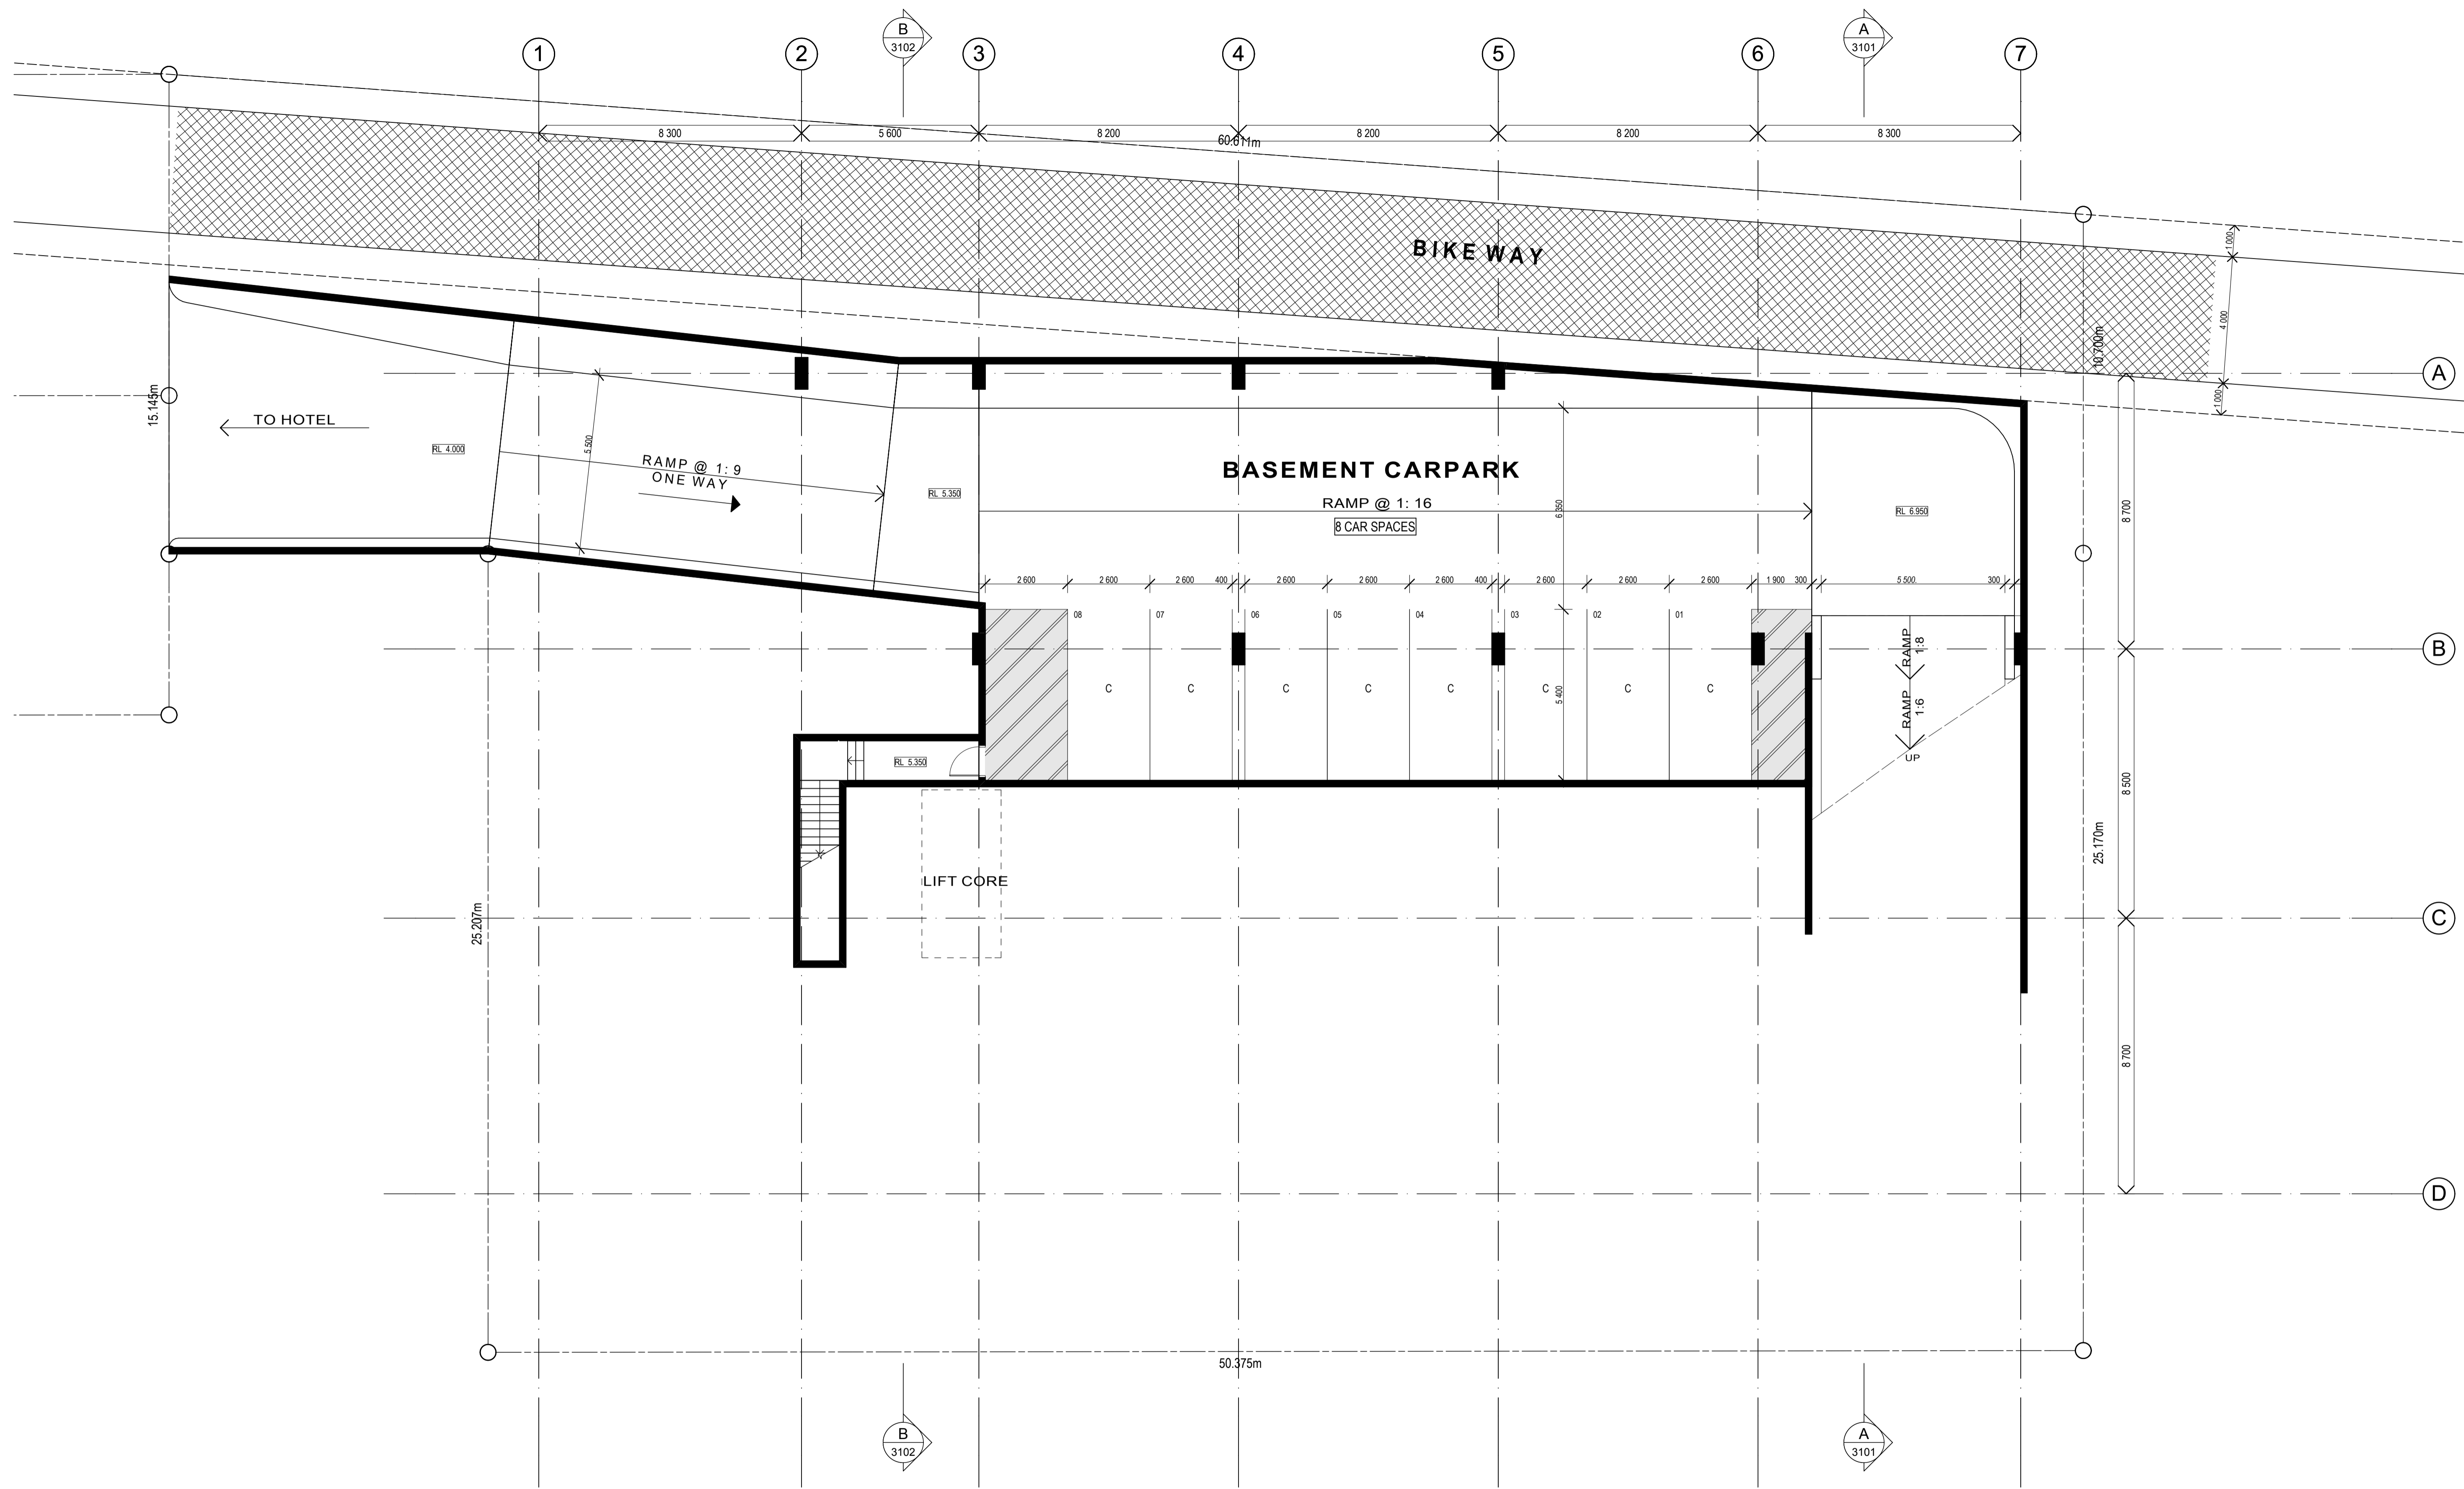 B
3102
A
3101
1
2
3
4
5
6
7
8 300
5 600
8 200
8 200
8 200
8 300
60.611m
BIKE WAY
1.000
4 000
1.000
10.700m
A
15.145m
TO HOTEL
RL 4.000
5 500
RAMP @ 1: 9
ONE WAY
RL 5.350
BASEMENT CARPARK
RAMP @ 1: 16
8 CAR SPACES
6 350
RL 6.950
8 700
2 600
2 600
2 600
400
2 600
2 600
2 600
400
2 600
2 600
2 600
1 900
300
5 500
300
08
07
06
05
04
03
02
01
RAMP
1:8
B
C
C
C
C
C
C
C
C
5 400
RAMP
1:6
UP
RL 5.350
8 500
25.170m
LIFT CORE
25.207m
C
8 700
D
50.375m
B
3102
A
3101